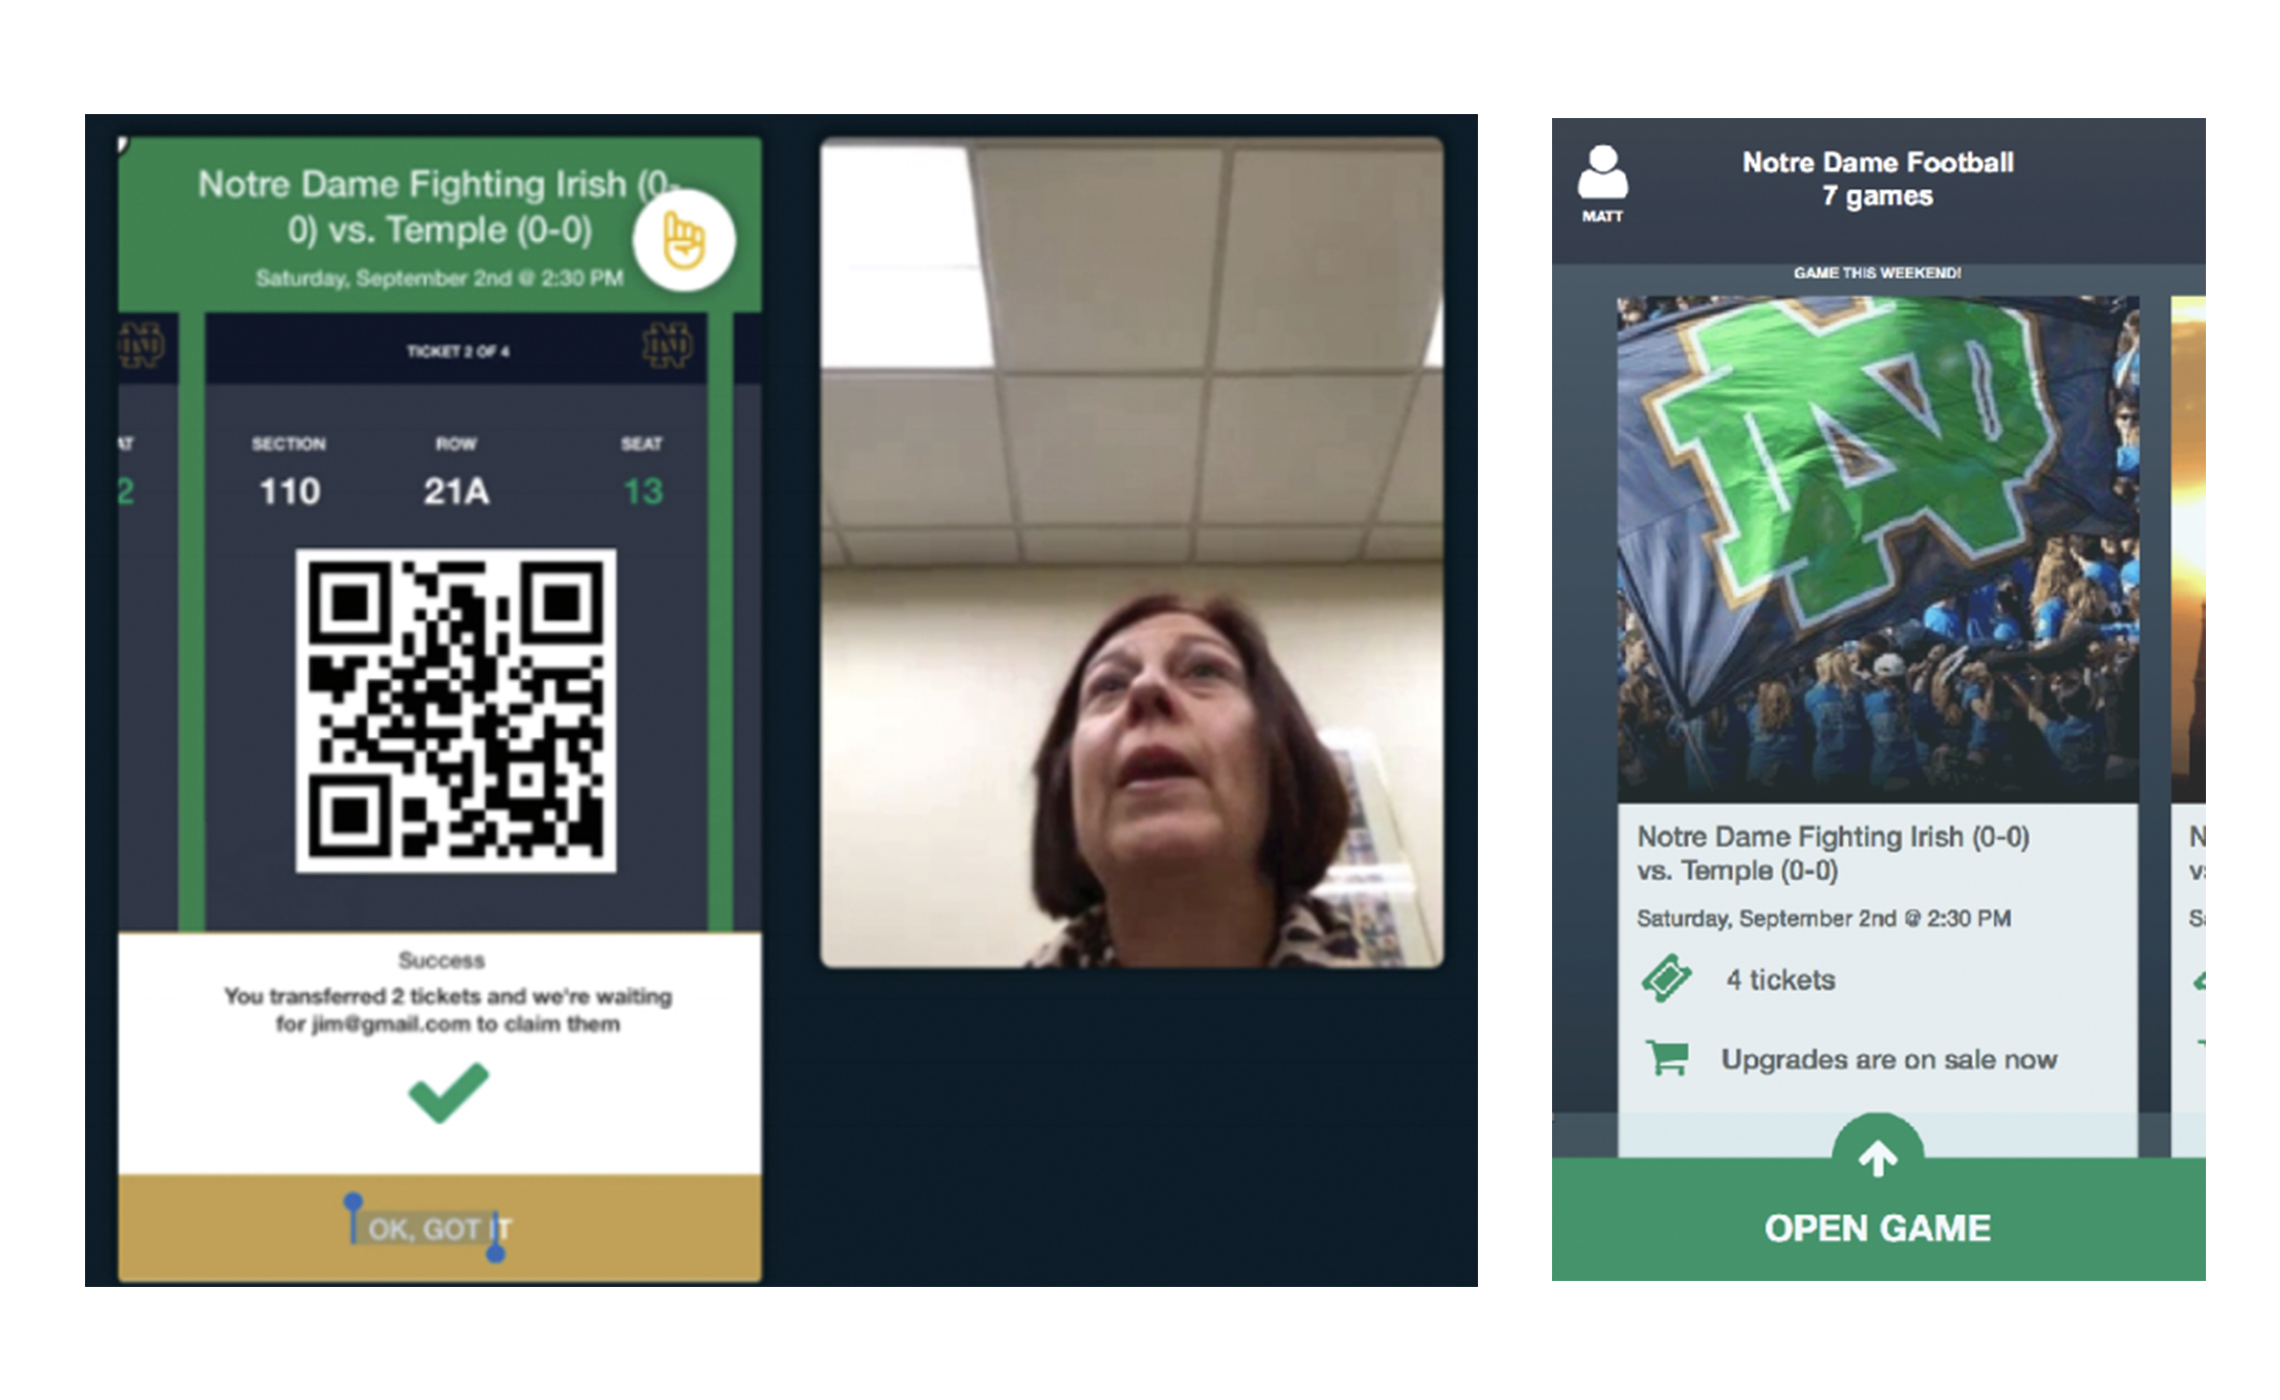 Notre Dame Fighting Irish (0-
0) vs. Temple (0-0)
Saturday, September 2nd @ 2:30 PM
TICKET 2 OF 4
AT
SECTION ROW SEAT
2
110 21A 13
Success
You transferred 2 tickets and we're waiting
for jim@gmail.com to claim them
OK, GOT IT
MATT
Notre Dame Football
7 games
GAME THIS WEEKEND!
Notre Dame Fighting Irish (0-0)
vs. Temple (0-0)
Saturday, September 2nd @ 2:30 PM
4 tickets
Upgrades are on sale now
N
v
S
OPEN GAME